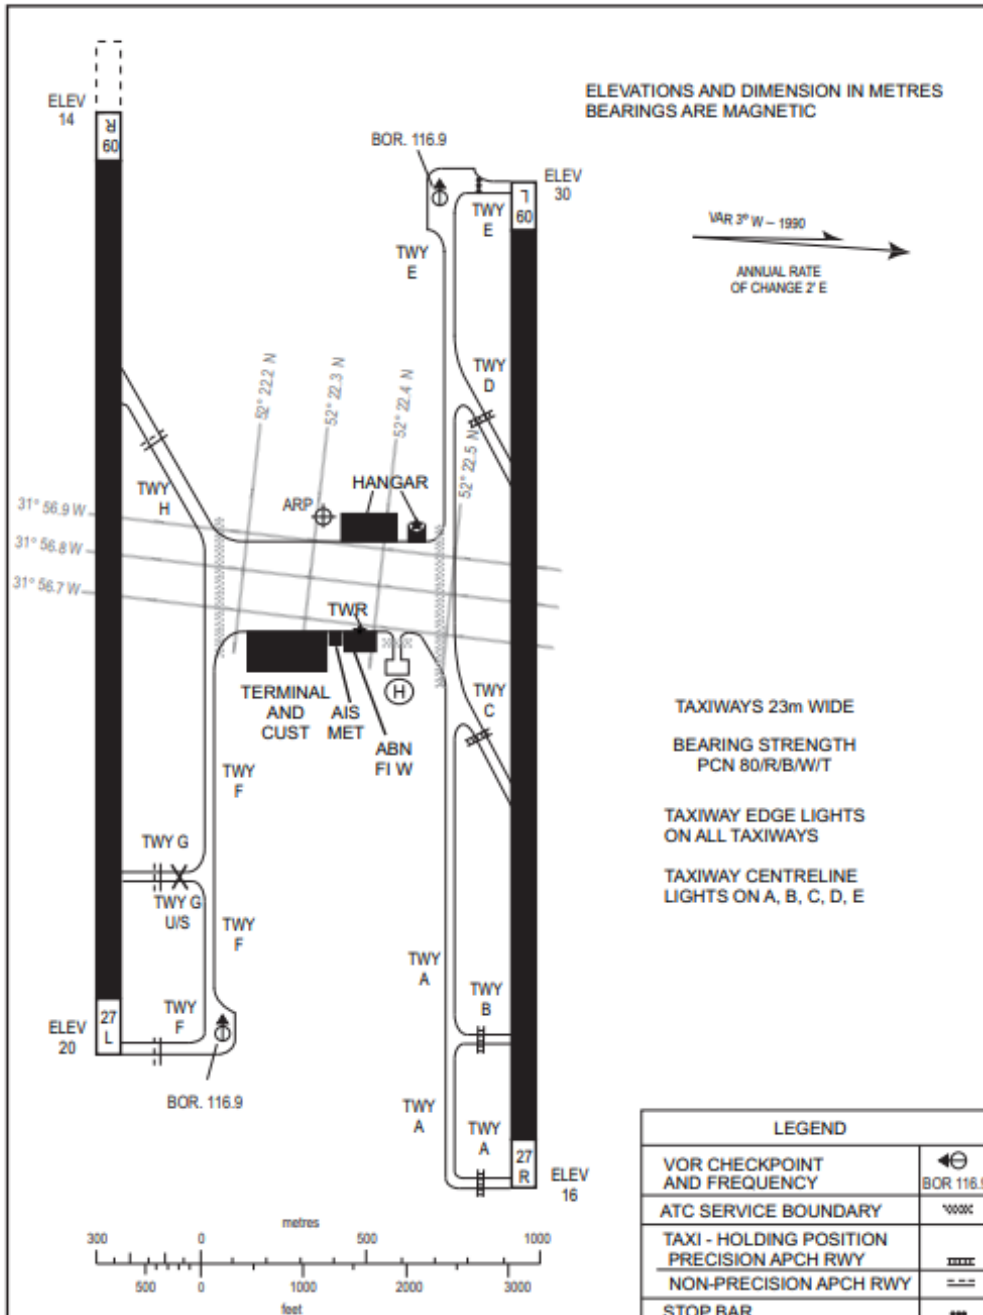 ELEVATIONS AND DIMENSION IN METRES
BEARINGS ARE MAGNETIC
ELEV
14
09
R
BOR. 116.9
ELEV
30
09
L
TWY
E
TWY
E
VAR 3° W – 1990
ANNUAL RATE
OF CHANGE 2' E
TWY
D
52° 22.2 N
52° 22.3 N
52° 22.4 N
52° 22.5 N
TWY
H
ARP
HANGAR
31° 56.9 W
31° 56.8 W
31° 56.7 W
TWR
TERMINAL
AND
CUST
AIS
MET
ABN
FI W
H
TWY
C
TAXIWAYS 23m WIDE
BEARING STRENGTH
PCN 80/R/B/W/T
TAXIWAY EDGE LIGHTS
ON ALL TAXIWAYS
TAXIWAY CENTRELINE
LIGHTS ON A, B, C, D, E
TWY
F
TWY G
TWY G
U/S
TWY
F
TWY
A
TWY
B
TWY
F
27
L
ELEV
20
BOR. 116.9
TWY
A
TWY
A
27
R
ELEV
16
metres
300 0 500 1000
500 0 1000 2000 3000
feet
LEGEND
VOR CHECKPOINT
AND FREQUENCY
BOR 116.9
ATC SERVICE BOUNDARY
TAXI - HOLDING POSITION
PRECISION APCH RWY
NON-PRECISION APCH RWY
STOP BAR